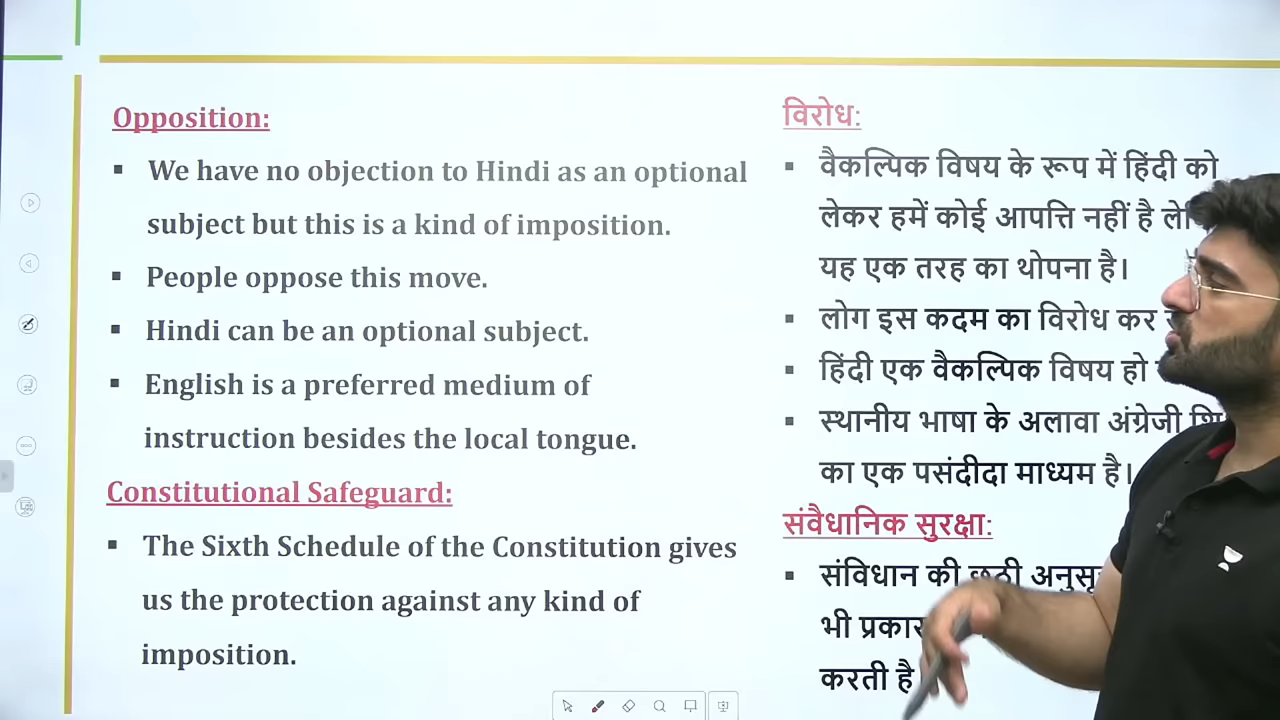 Opposition:
▪ We have no objection to Hindi as an optional
subject but this is a kind of imposition.
▪ People oppose this move.
▪ Hindi can be an optional subject.
▪ English is a preferred medium of
instruction besides the local tongue.
Constitutional Safeguard:
▪ The Sixth Schedule of the Constitution gives
us the protection against any kind of
imposition.
विरोध:
▪ वैकल्पिक विषय के रूप में हिंदी को
लेकर हमें कोई आपत्ति नहीं है
यह एक तरह का थोपना है।
▪ लोग इस कदम का विरोध कर
▪ हिंदी एक वैकल्पिक विषय हो
▪ स्थानीय भाषा के अलावा अंग्रेजी
का एक पसंदीदा माध्यम है।
संवैधानिक सुरक्षा:
▪ संविधान की छठी
भी प्रकार
करती है